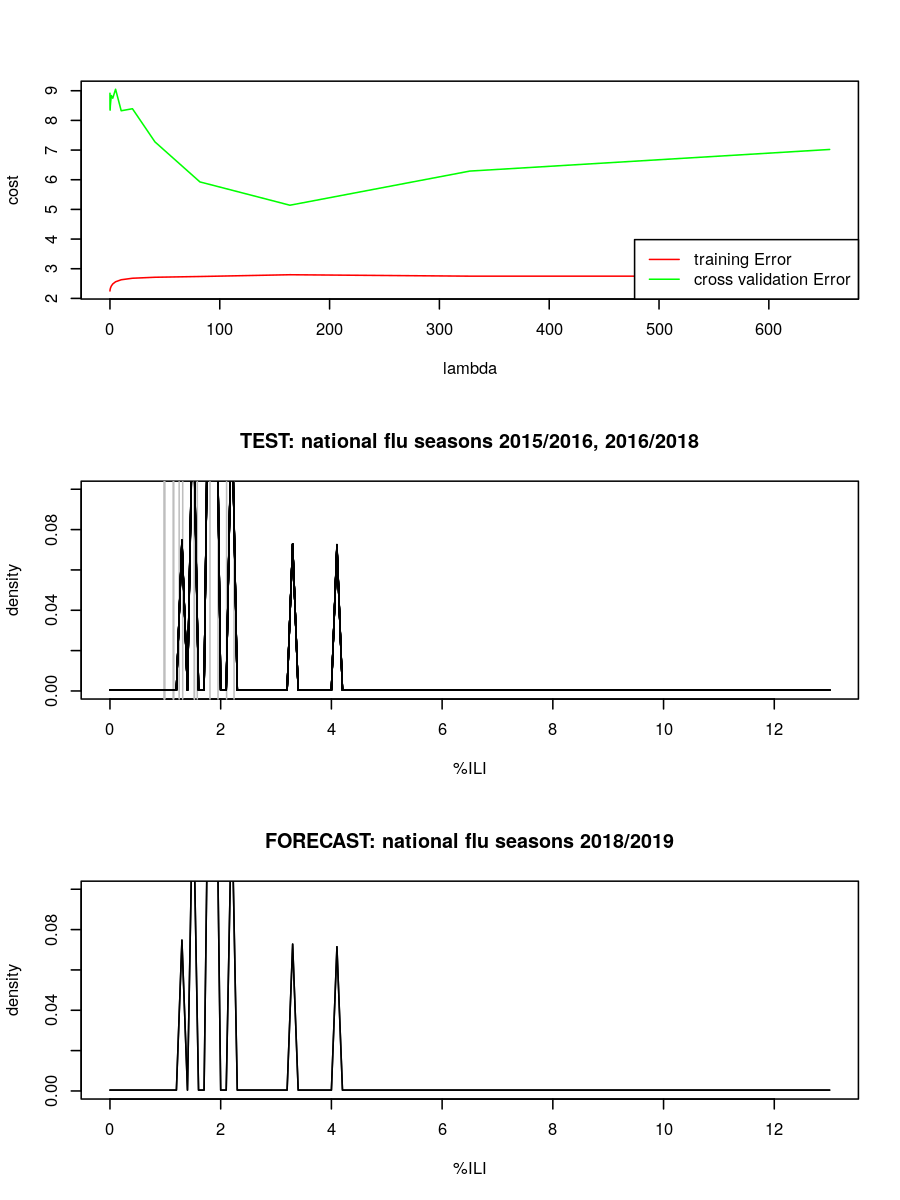 9
8
7
6
5
4
3
2
cost
training Error
cross validation Error
0 100 200 300 400 500 600
lambda
TEST: national flu seasons 2015/2016, 2016/2018
0.08
0.04
0.00
density
0 2 4 6 8 10 12
%ILI
FORECAST: national flu seasons 2018/2019
0.08
0.04
0.00
density
0 2 4 6 8 10 12
%ILI